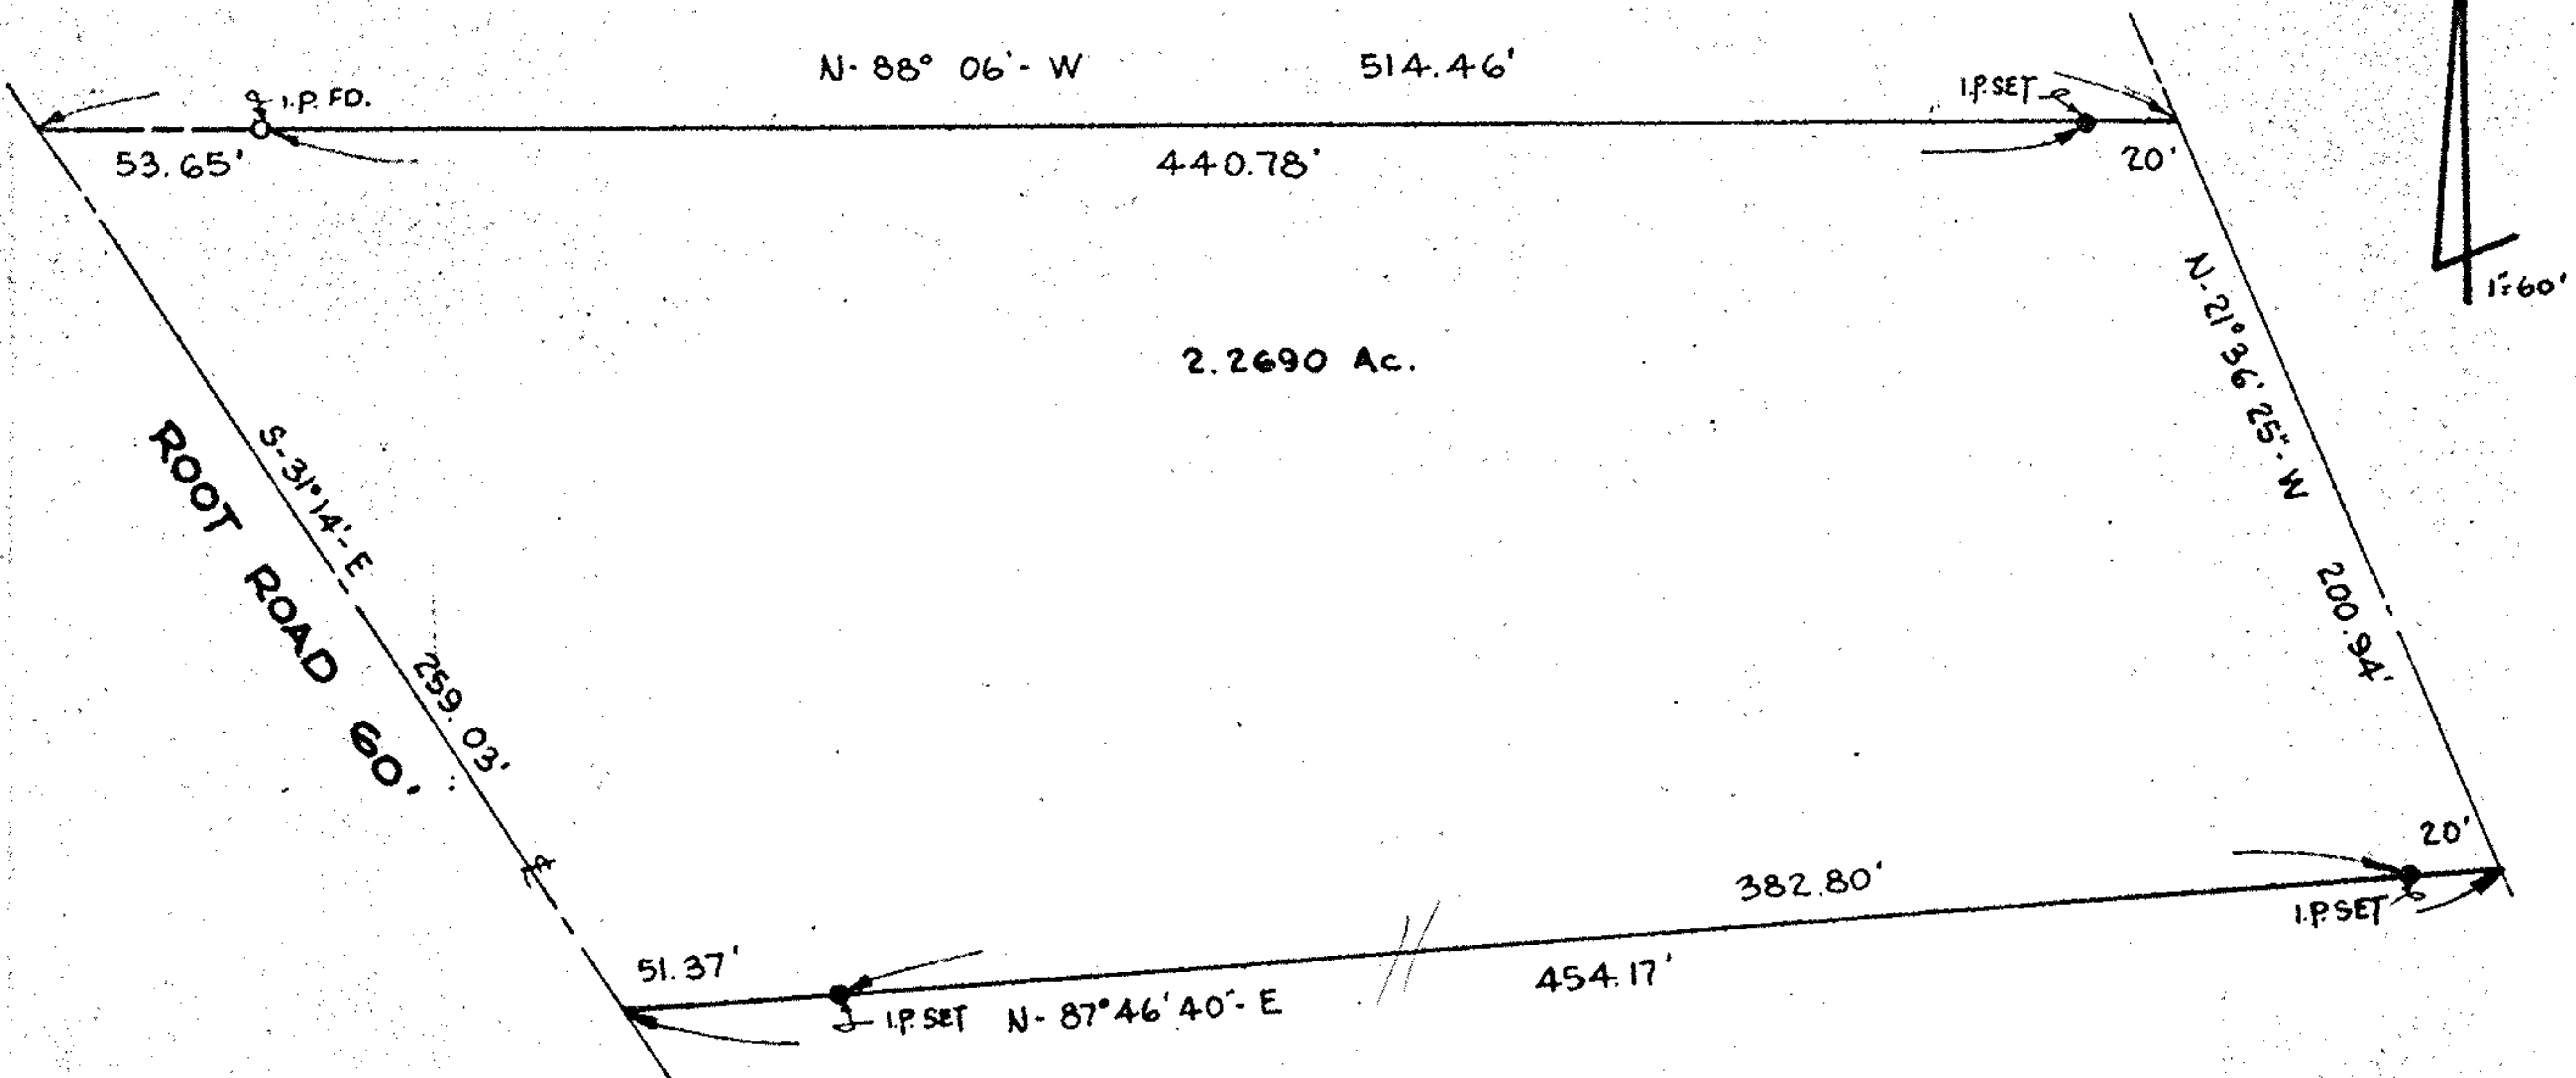 N- 88° 06'- W 514.46'
I.P. FD.
I.P. SET
53.65'
440.78'
20'
1"=60'
N- 21° 36' 25"- W 200.94'
2.2690 Ac.
S- 31° 14'- E 259.03'
ROOT ROAD 60'
20'
382.80'
I.P. SET
51.37'
454.17'
I.P. SET N- 87° 46' 40"- E